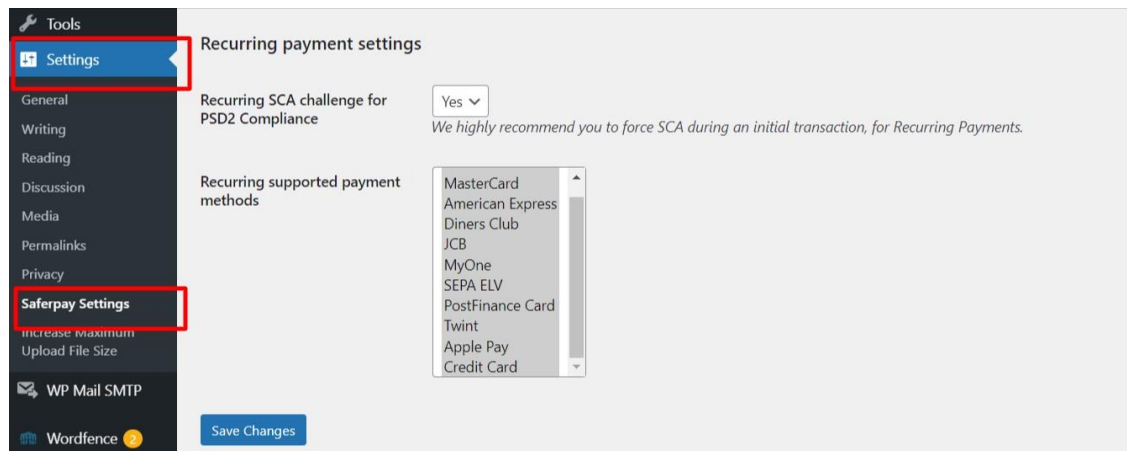 Tools
Settings
General
Writing
Reading
Discussion
Media
Permalinks
Privacy
Saferpay Settings
Increase Maximum
Upload File Size
WP Mail SMTP
Wordfence 2
Recurring payment settings
Recurring SCA challenge for
PSD2 Compliance
Yes
We highly recommend you to force SCA during an initial transaction, for Recurring Payments.
Recurring supported payment
methods
MasterCard
American Express
Diners Club
JCB
MyOne
SEPA ELV
PostFinance Card
Twint
Apple Pay
Credit Card
Save Changes